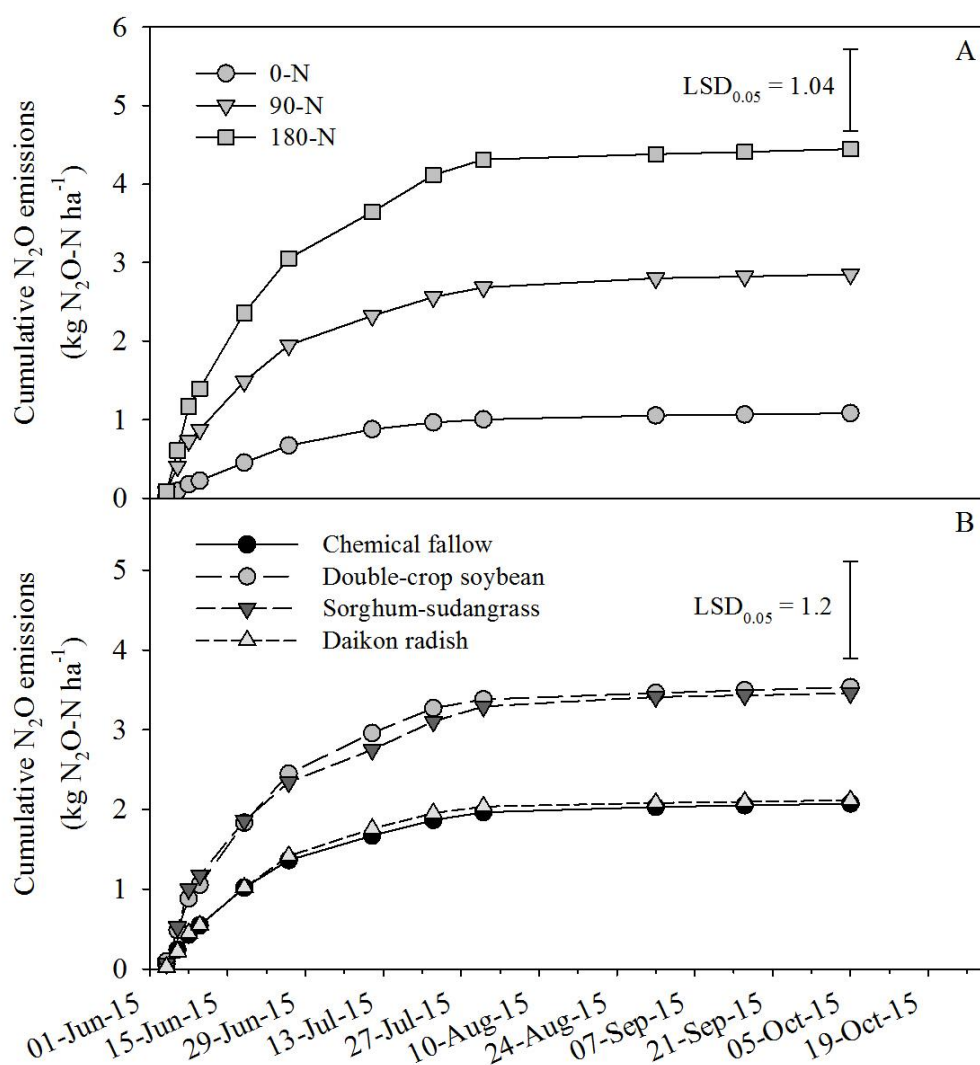 A
6
5
4
3
2
1
0
Cumulative N₂O emissions
(kg N₂O-N ha⁻¹)
0-N
90-N
180-N
LSD₀.₀₅ = 1.04
B
5
4
3
2
1
0
Cumulative N₂O emissions
(kg N₂O-N ha⁻¹)
Chemical fallow
Double-crop soybean
Sorghum-sudangrass
Daikon radish
LSD₀.₀₅ = 1.2
01-Jun-15
15-Jun-15
29-Jun-15
13-Jul-15
27-Jul-15
10-Aug-15
24-Aug-15
07-Sep-15
21-Sep-15
05-Oct-15
19-Oct-15